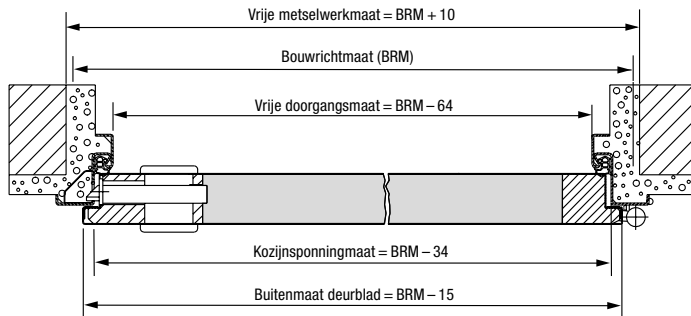 Vrije metselwerkmaat = BRM + 10
Bouwrichtmaat (BRM)
Vrije doorgangsmaat = BRM – 64
Kozijnsponningmaat = BRM – 34
Buitenmaat deurblad = BRM – 15